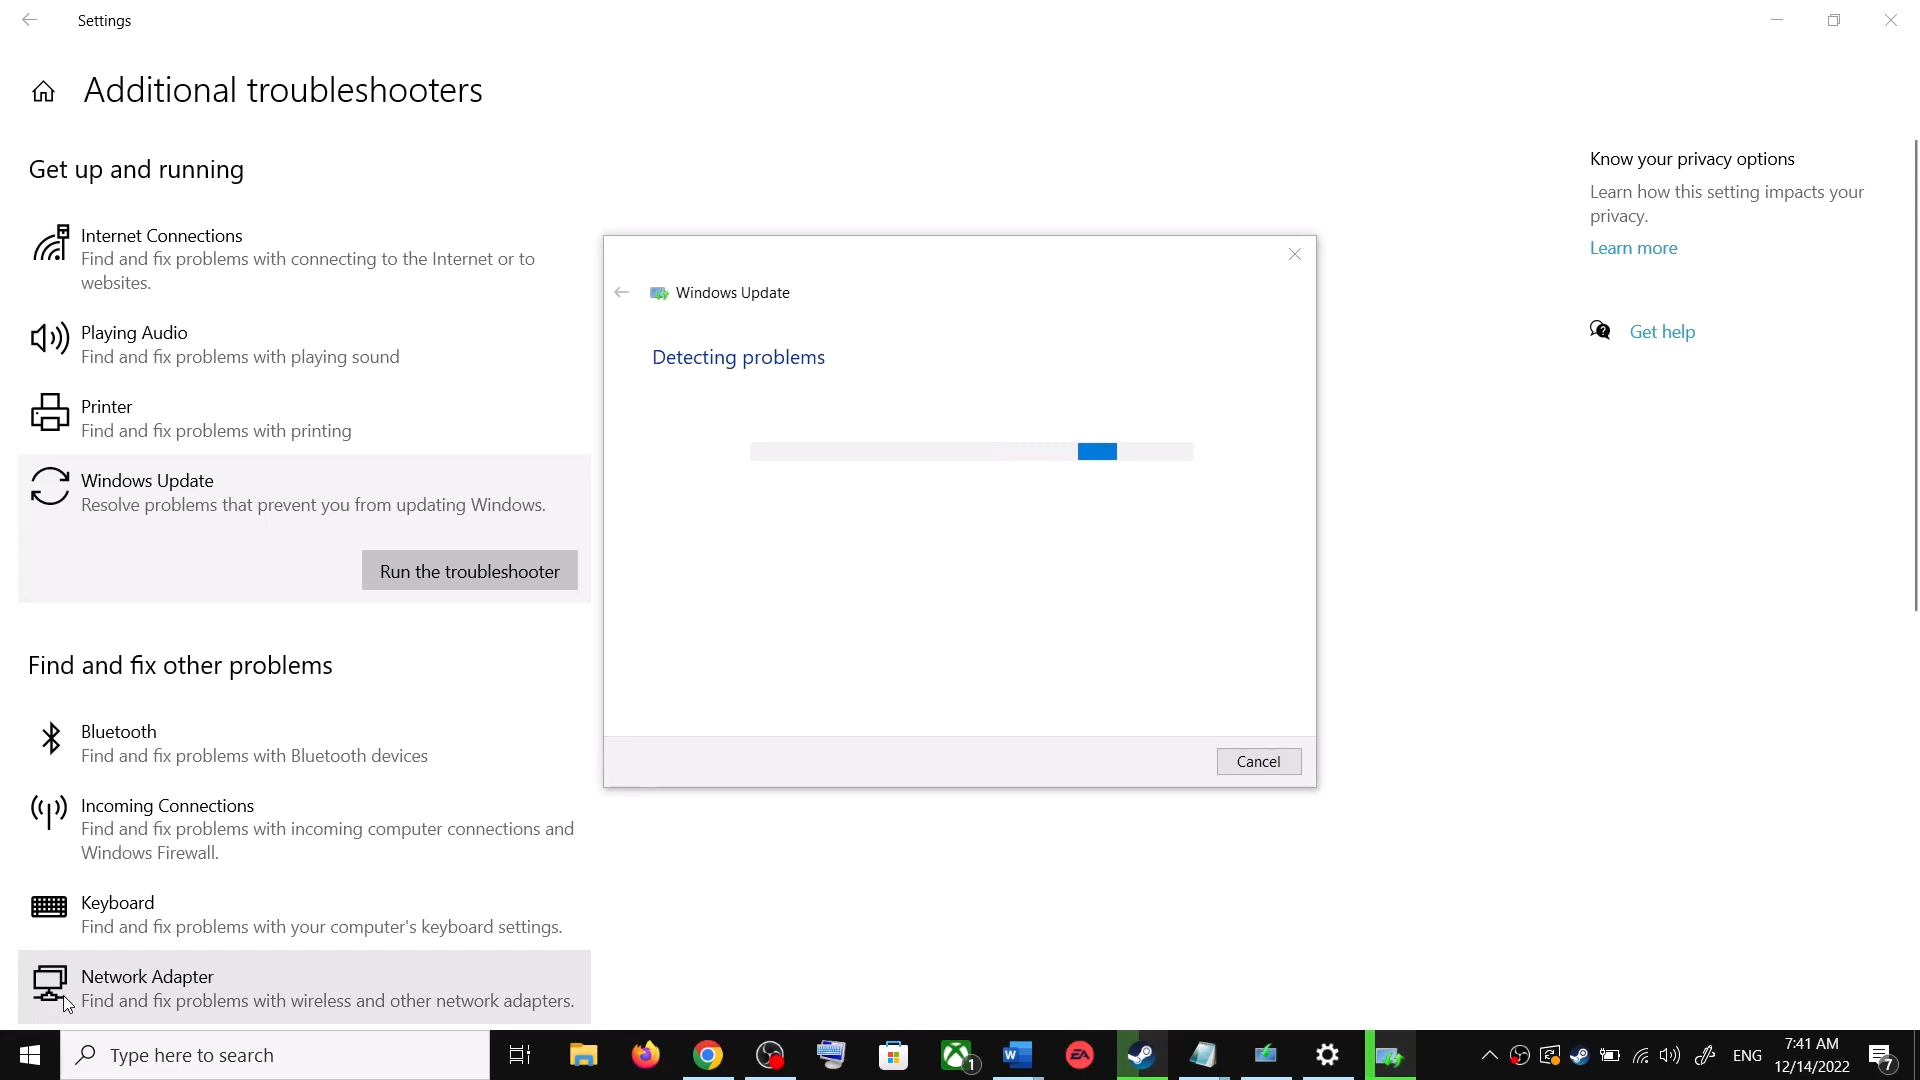 Settings
Additional troubleshooters
Get up and running
Internet Connections
Find and fix problems with connecting to the Internet or to
websites.
Playing Audio
Find and fix problems with playing sound
Printer
Find and fix problems with printing
Windows Update
Resolve problems that prevent you from updating Windows.
Run the troubleshooter
Find and fix other problems
Bluetooth
Find and fix problems with Bluetooth devices
Incoming Connections
Find and fix problems with incoming computer connections and
Windows Firewall.
Keyboard
Find and fix problems with your computer's keyboard settings.
Network Adapter
Find and fix problems with wireless and other network adapters.
Windows Update
Detecting problems
Cancel
Know your privacy options
Learn how this setting impacts your
privacy.
Learn more
Get help
Type here to search
1
W
EA
ENG
7:41 AM
12/14/2022
7